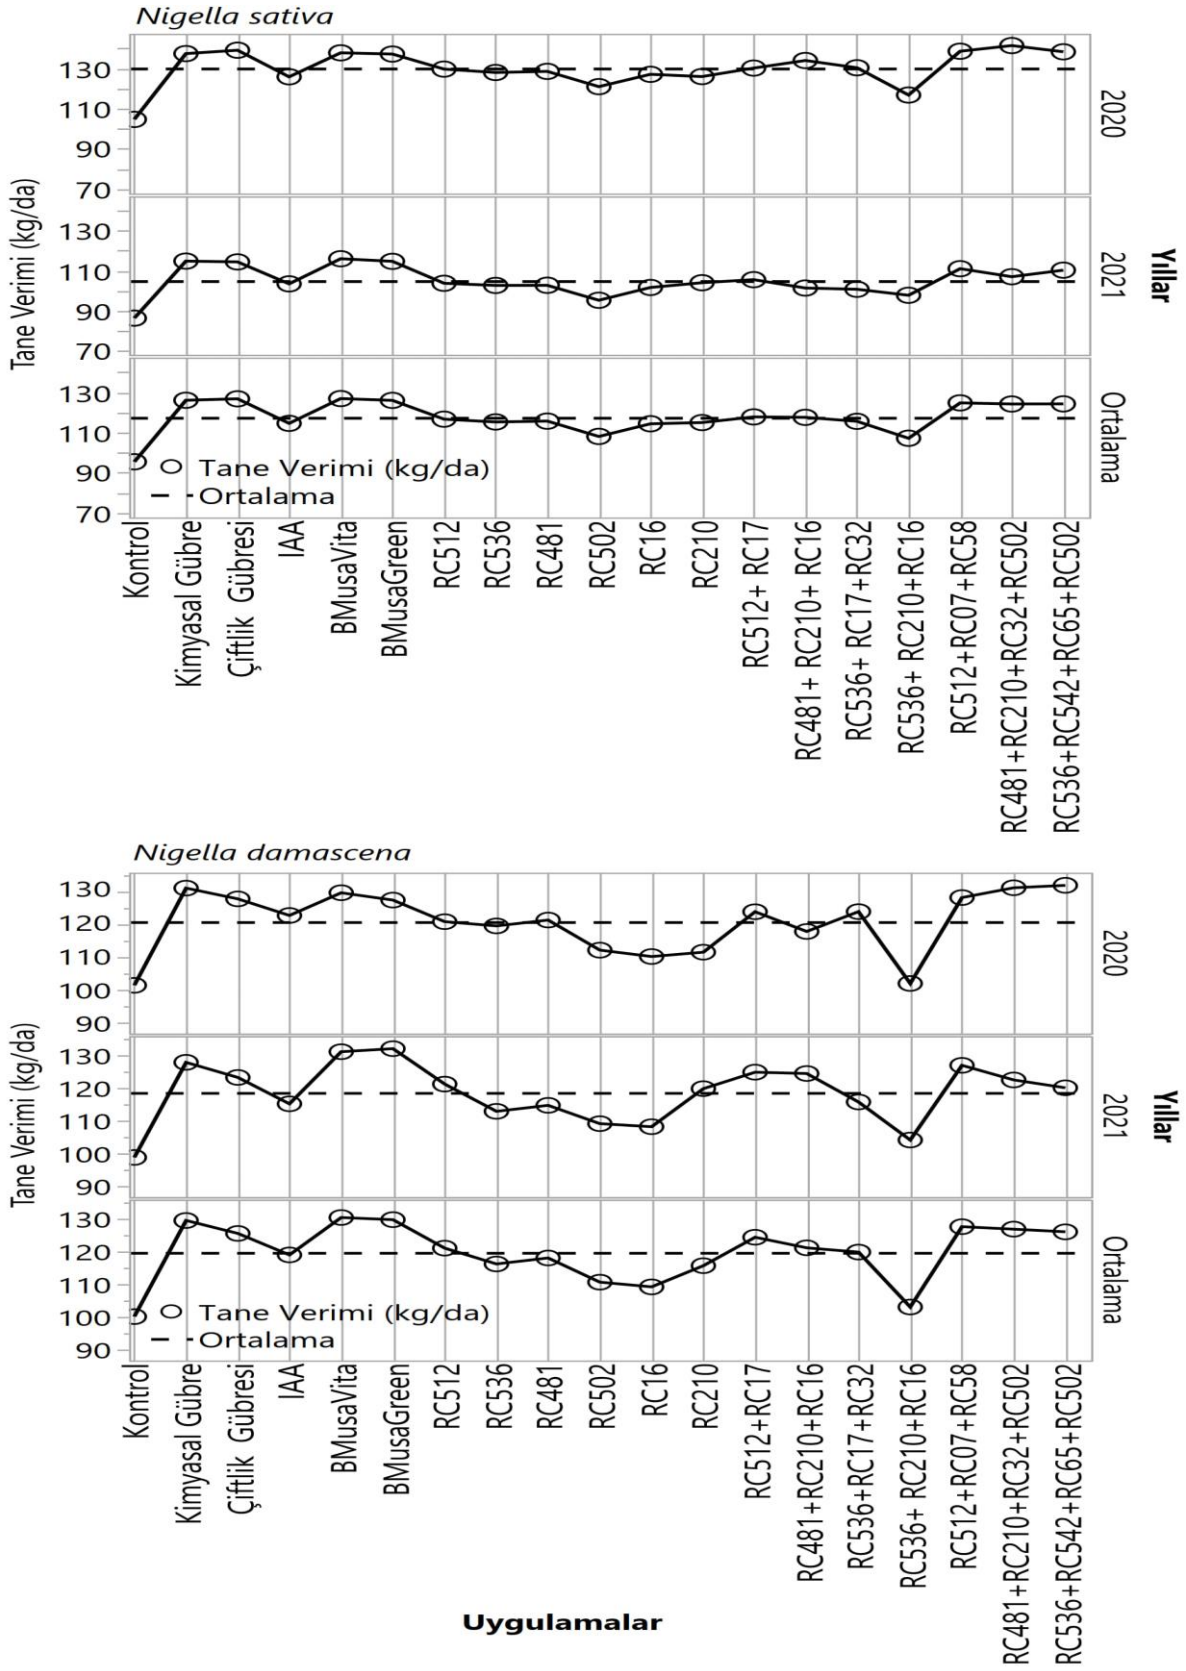 Nigella sativa
130
110
90
70
2020
130
110
90
70
2021
130
110
90
70
Ortalama
Tane Verimi (kg/da)
Yıllar
Tane Verimi (kg/da)
Ortalama
Kontrol
Kimyasal Gübre
Çiftlik Gübresi
IAA
BMusaVita
BMusaGreen
RC512
RC536
RC481
RC502
RC16
RC210
RC512+ RC17
RC481+ RC210+ RC16
RC536+ RC17+RC32
RC536+ RC210+RC16
RC512+RC07+RC58
RC481+RC210+RC32+RC502
RC536+RC542+RC65+RC502
Nigella damascena
130
120
110
100
90
2020
130
120
110
100
90
2021
130
120
110
100
90
Ortalama
Tane Verimi (kg/da)
Yıllar
Tane Verimi (kg/da)
Ortalama
Kontrol
Kimyasal Gübre
Çiftlik Gübresi
IAA
BMusaVita
BMusaGreen
RC512
RC536
RC481
RC502
RC16
RC210
RC512+RC17
RC481+RC210+RC16
RC536+RC17+RC32
RC536+ RC210+RC16
RC512+RC07+RC58
RC481+RC210+RC32+RC502
RC536+RC542+RC65+RC502
Uygulamalar